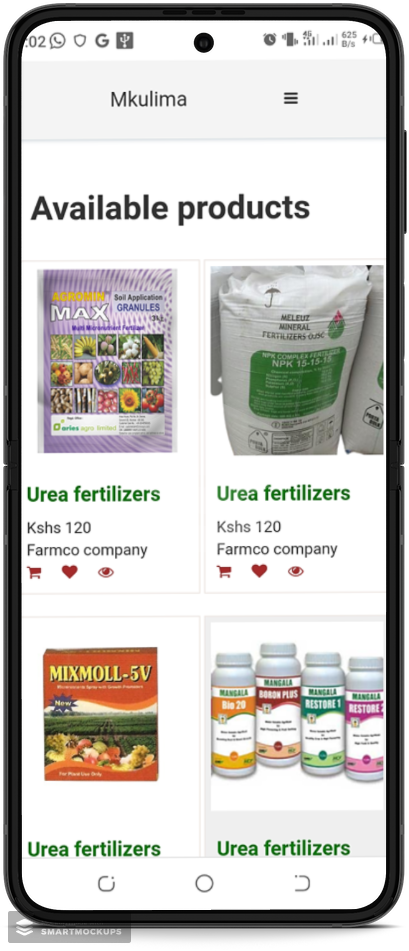 :02
4G
625
B/s
Mkulima
Available products
AGROMIN
MAX
Soil Application
GRANULES
Multi Micronutrient Fertilizer
aries agro limited
MELEUZ
MINERAL
FERTILIZERS OJSC
NPK COMPLEX FERTILIZER
NPK 15-15-15
Urea fertilizers
Kshs 120
Farmco company
Urea fertilizers
Kshs 120
Farmco company
MIXMOLL-5V
New
For Plant Use Only
MANGALA
Bio 20
MANGALA
BORON PLUS
MANGALA
RESTORE 1
MANGALA
RESTORE
Urea fertilizers
Urea fertilizers
SMARTMOCKUPS